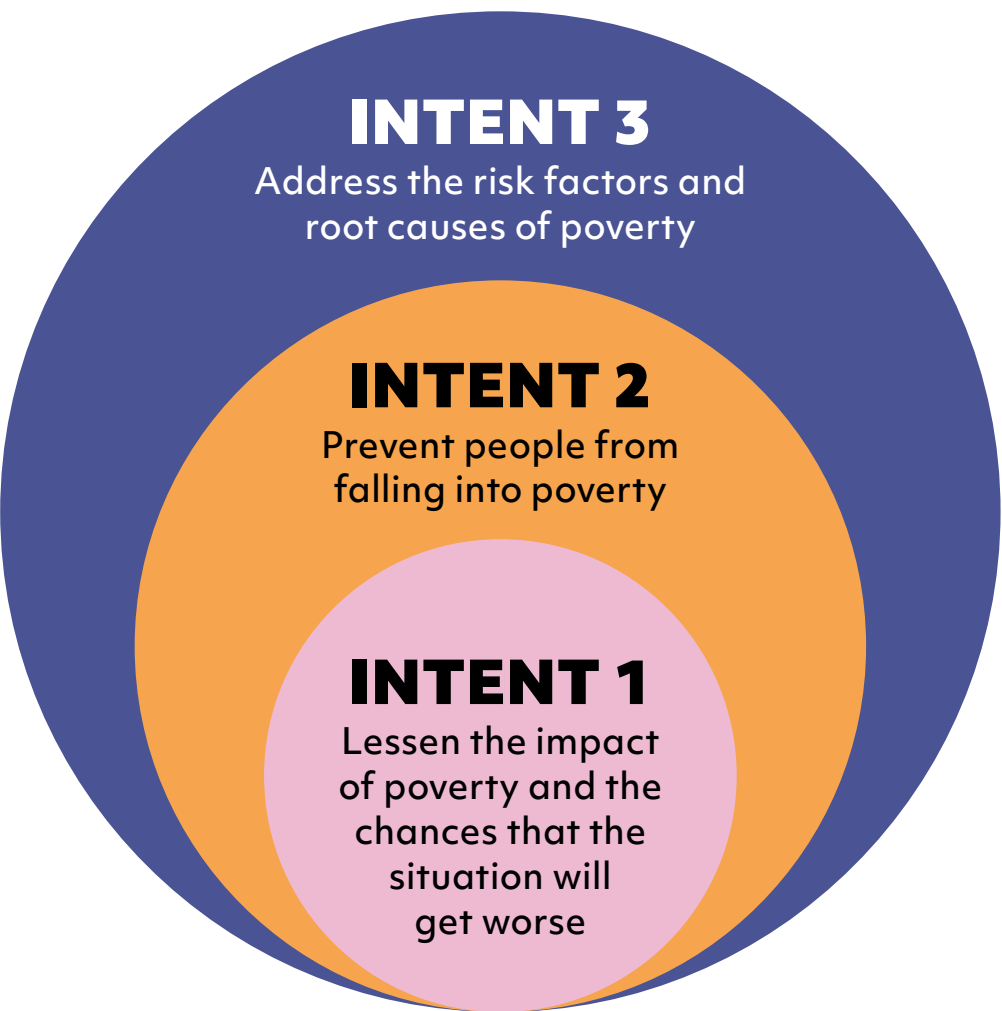 INTENT 3
Address the risk factors and
root causes of poverty
INTENT 2
Prevent people from
falling into poverty
INTENT 1
Lessen the impact
of poverty and the
chances that the
situation will
get worse